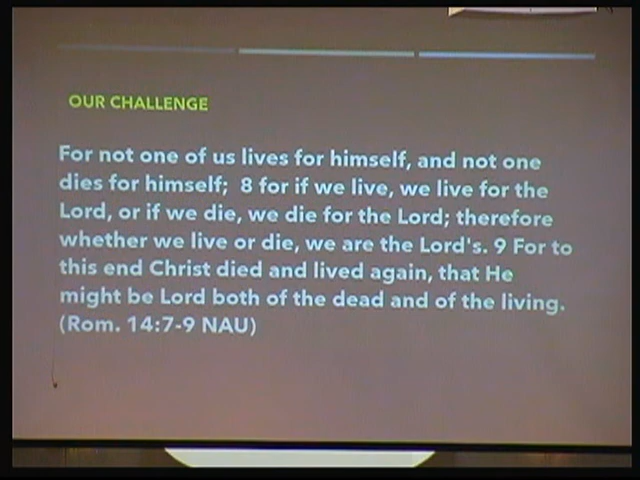 OUR CHALLENGE
For not one of us lives for himself, and not one
dies for himself;  8 for if we live, we live for the
Lord, or if we die, we die for the Lord; therefore
whether we live or die, we are the Lord's. 9 For to
this end Christ died and lived again, that He
might be Lord both of the dead and of the living.
(Rom. 14:7-9 NAU)